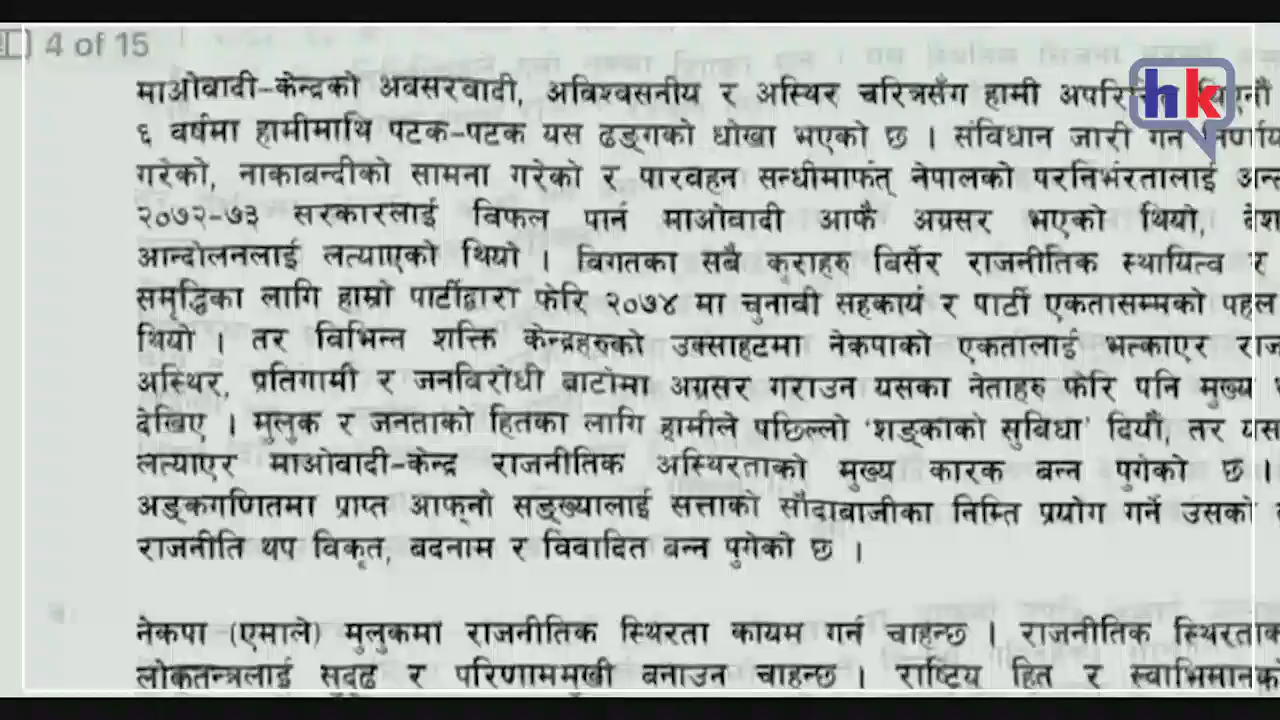 4 of 15
hk
माओवादी-केन्द्रको अवसरवादी, अविश्वसनीय र अस्थिर चरित्रसँग हामी
६ वर्षमा हामीमाथि पटक-पटक यस ढङ्गको धोखा भएको छ । संविधान जारी गर्न
गरेको, नाकाबन्दीको सामना गरेको र पारवहन सन्धीमार्फत् नेपालको परनिर्भरतालाई
२०७२-७३ सरकारलाई विफल पार्न माओवादी आफै अग्रसर भएको थियो,
आन्दोलनलाई लत्याएको थियो । विगतका सबै कुराहरु बिर्सेर राजनीतिक स्थायित्व र
समृद्धिका लागि हाम्रो पार्टीद्वारा फेरि २०७४ मा चुनावी सहकार्य र पार्टी एकतासम्मको पहल
थियो । तर विभिन्न शक्ति केन्द्रहरुको उक्साहटमा नेकपाको एकतालाई भत्काएर
अस्थिर, प्रतिगामी र जनविरोधी बाटोमा अग्रसर गराउन यसका नेताहरु फेरि पनि मुख्य
देखिए । मुलुक र जनताको हितका लागि हामीले पछिल्लो ‘शङ्काको सुविधा’ दियौं, तर
लत्याएर माओवादी-केन्द्र राजनीतिक अस्थिरताको मुख्य कारक बन्न पुगेको छ ।
अङ्कगणितमा प्राप्त आफ्नो सङ्ख्यालाई सत्ताको सौदाबाजीका निम्ति प्रयोग गर्ने उसको
राजनीति थप विकृत, बदनाम र विवादित बन्न पुगेको छ ।
नेकपा (एमाले) मुलुकमा राजनीतिक स्थिरता कायम गर्न चाहन्छ । राजनीतिक
लोकतन्त्रलाई सुदृढ र परिणाममुखी बनाउन चाहन्छ । राष्ट्रिय हित र